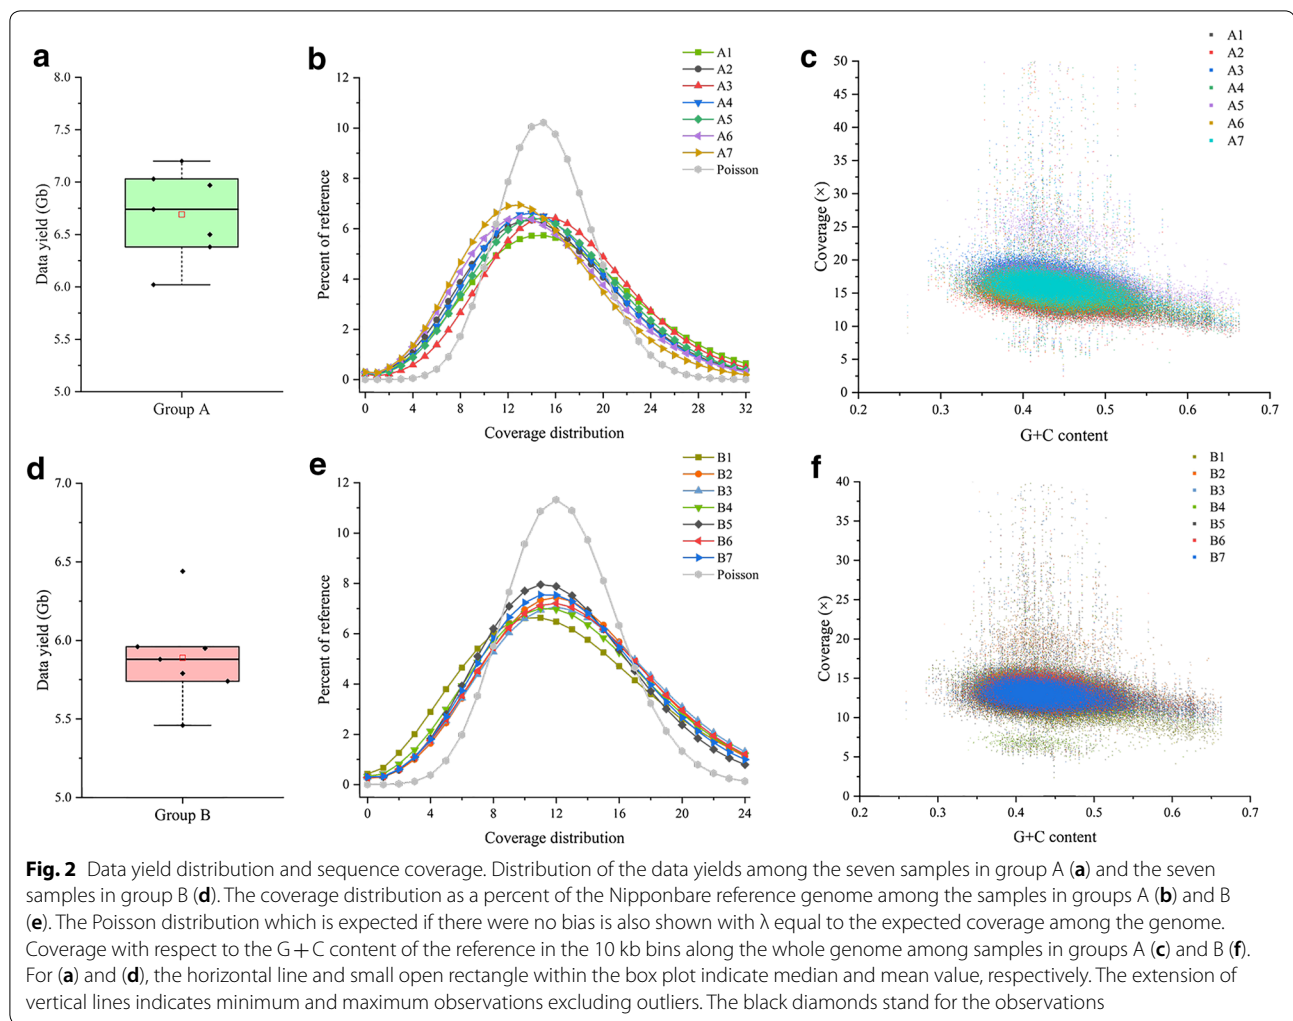 a
8.0
7.5
7.0
6.5
6.0
5.5
5.0
Data yield (Gb)
Group A
b
12
10
8
6
4
2
0
Percent of reference
0 4 8 12 16 20 24 28 32
Coverage distribution
A1
A2
A3
A4
A5
A6
A7
Poisson
c
50
45
40
35
30
25
20
15
10
5
0
Coverage (×)
0.2 0.3 0.4 0.5 0.6 0.7
G+C content
A1
A2
A3
A4
A5
A6
A7
d
7.0
6.5
6.0
5.5
5.0
Data yield (Gb)
Group B
e
12
10
8
6
4
2
0
Percent of reference
0 4 8 12 16 20 24
Coverage distribution
B1
B2
B3
B4
B5
B6
B7
Poisson
f
40
35
30
25
20
15
10
5
0
Coverage (×)
0.2 0.3 0.4 0.5 0.6 0.7
G+C content
B1
B2
B3
B4
B5
B6
B7
Fig. 2 Data yield distribution and sequence coverage. Distribution of the data yields among the seven samples in group A (a) and the seven
samples in group B (d). The coverage distribution as a percent of the Nipponbare reference genome among the samples in groups A (b) and B
(e). The Poisson distribution which is expected if there were no bias is also shown with λ equal to the expected coverage among the genome.
Coverage with respect to the G + C content of the reference in the 10 kb bins along the whole genome among samples in groups A (c) and B (f).
For (a) and (d), the horizontal line and small open rectangle within the box plot indicate median and mean value, respectively. The extension of
vertical lines indicates minimum and maximum observations excluding outliers. The black diamonds stand for the observations